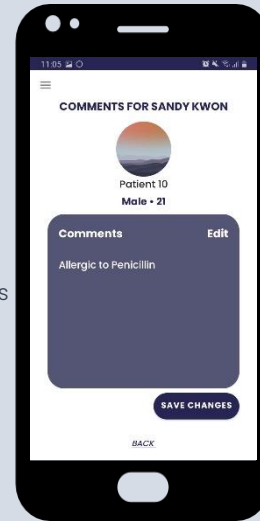 11:05
COMMENTS FOR SANDY KWON
Patient 10
Male • 21
Comments Edit
Allergic to Penicillin
S
SAVE CHANGES
BACK